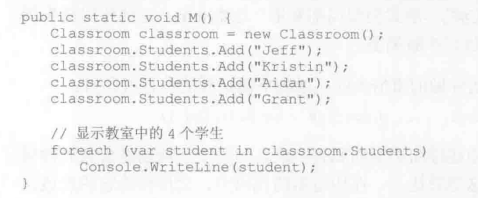 public static void M() {
Classroom classroom = new Classroom();
classroom.Students.Add("Jeff");
classroom.Students.Add("Kristin");
classroom.Students.Add("Aidan");
classroom.Students.Add("Grant");
// 显示教室中的 4 个学生
foreach (var student in classroom.Students)
Console.WriteLine(student);
}